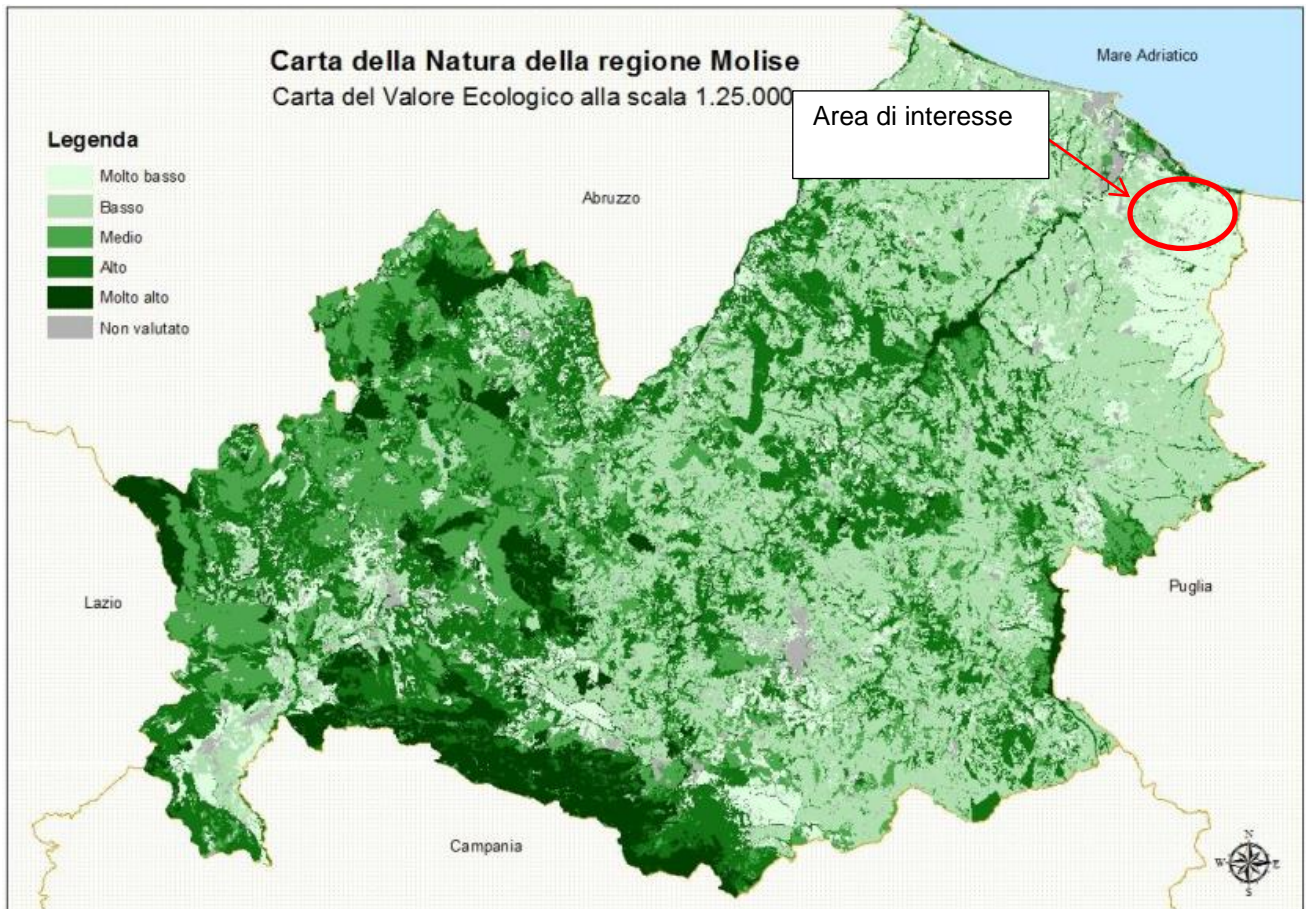 Carta della Natura della regione Molise
Carta del Valore Ecologico alla scala 1.25.000
Mare Adriatico
Area di interesse
Legenda
Molto basso
Basso
Medio
Alto
Molto alto
Non valutato
Abruzzo
Lazio
Puglia
Campania
N
W
E
S